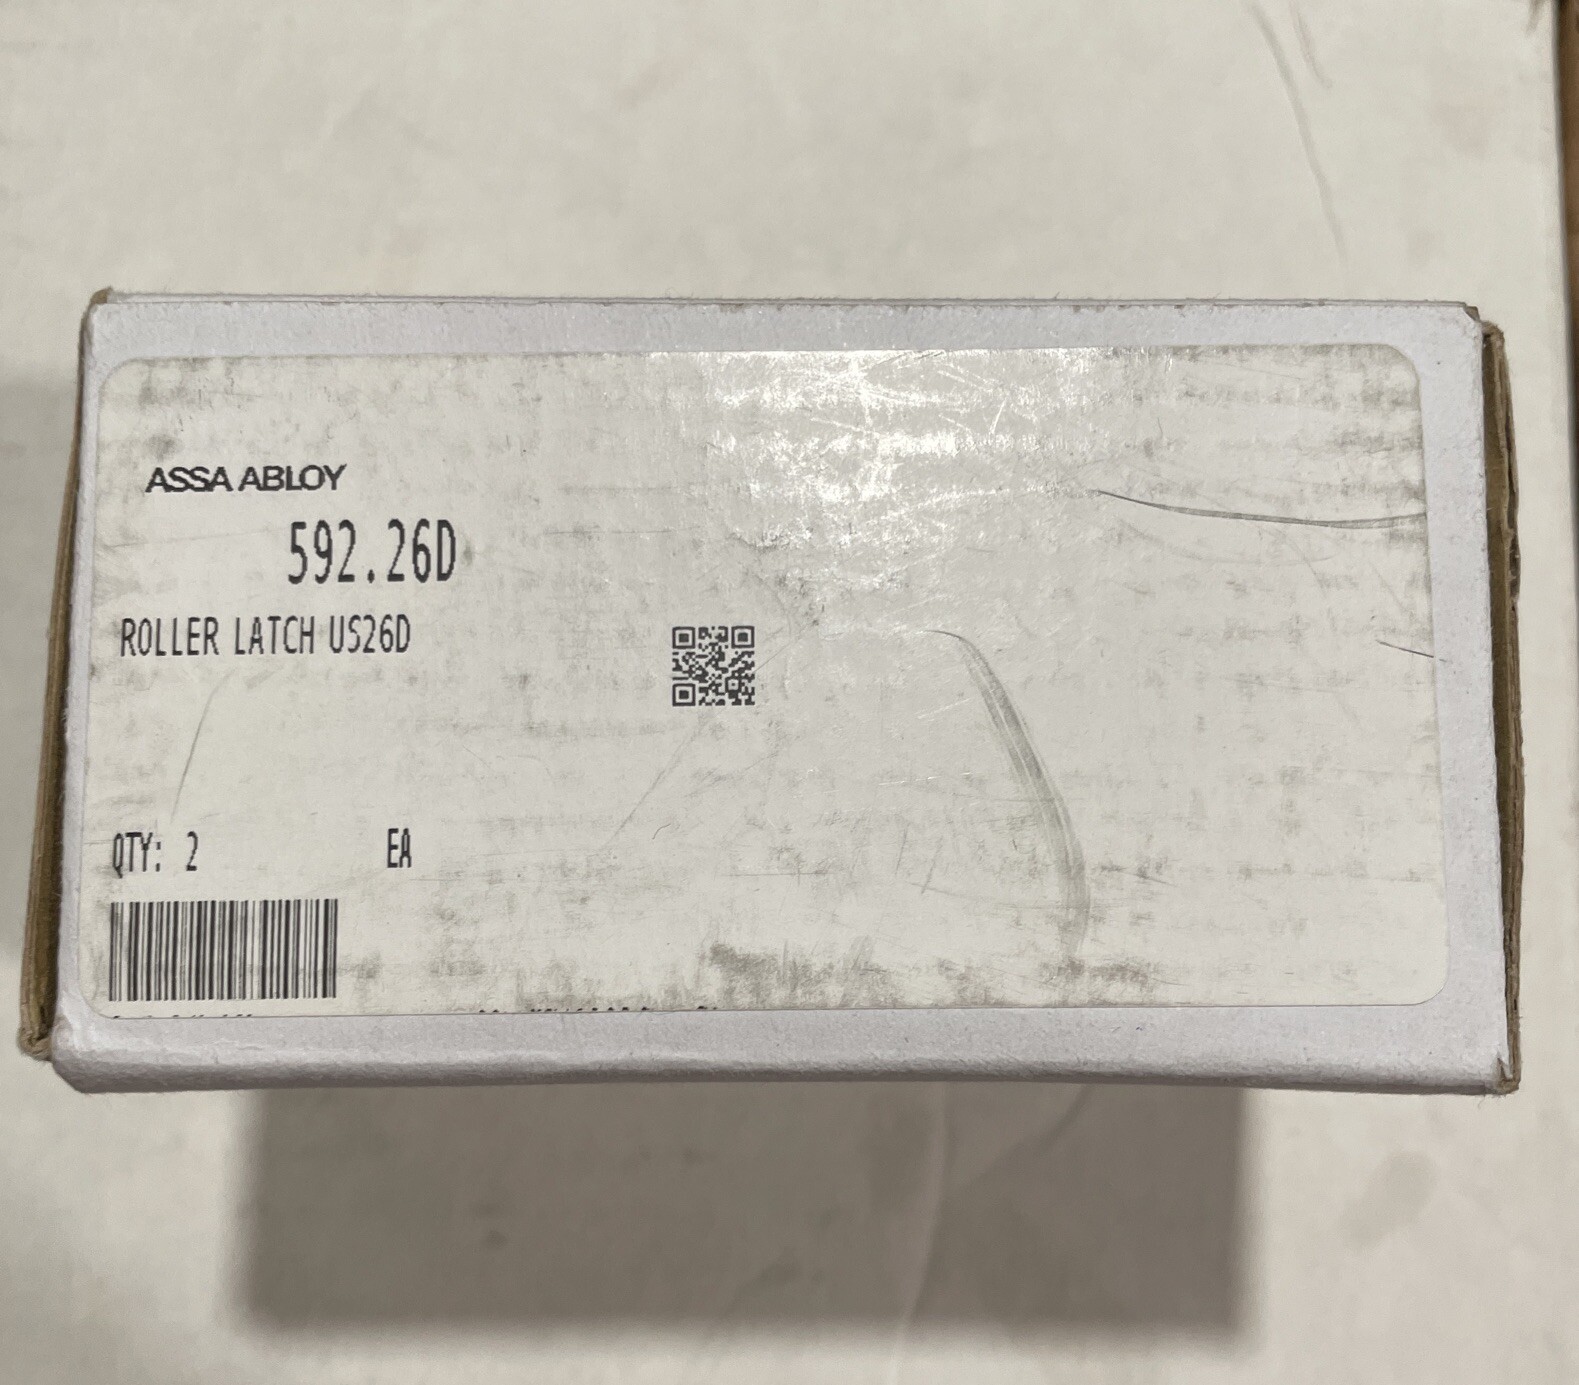 ASSA ABLOY
592.26D
ROLLER LATCH US26D
QTY: 2 EA